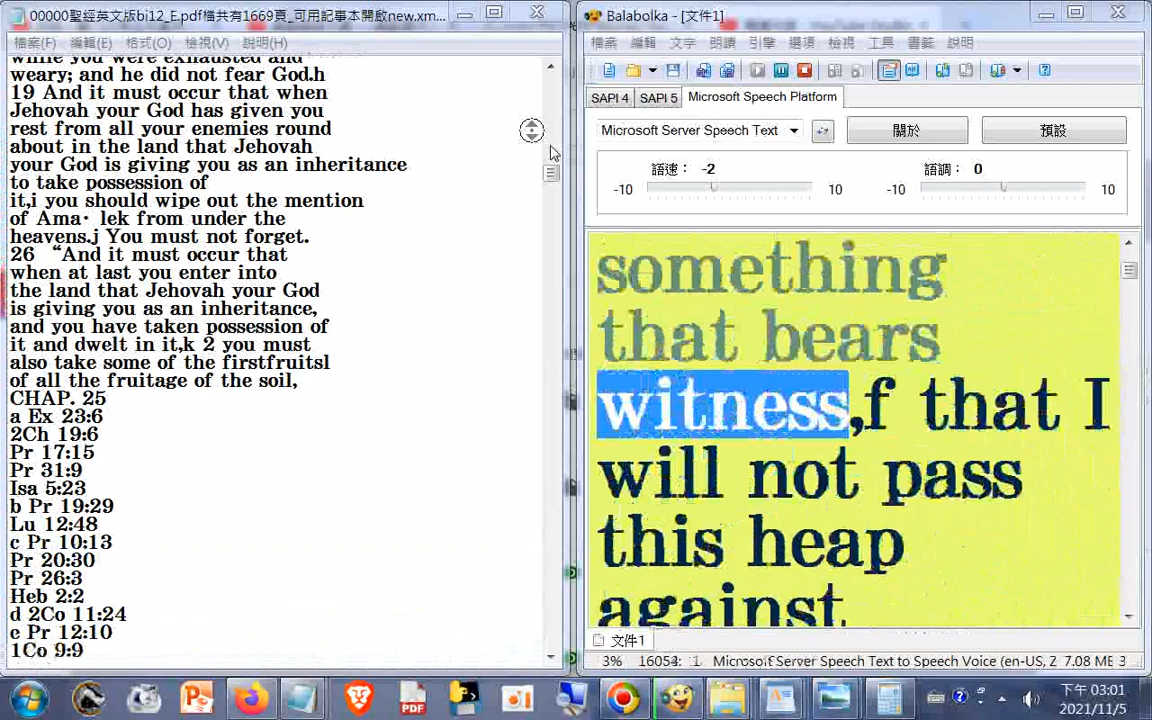 00000聖經英文版bi12_E.pdf檔共有1669頁_可用記事本開啟new.xm...
檔案(F) 編輯(E) 格式(O) 檢視(V) 說明(H)
while you were exhausted and
weary; and he did not fear God.h
19 And it must occur that when
Jehovah your God has given you
rest from all your enemies round
about in the land that Jehovah
your God is giving you as an inheritance
to take possession of
it,i you should wipe out the mention
of Ama· lek from under the
heavens.j You must not forget.
26 “And it must occur that
when at last you enter into
the land that Jehovah your God
is giving you as an inheritance,
and you have taken possession of
it and dwelt in it,k 2 you must
also take some of the firstfruitsl
of all the fruitage of the soil,
CHAP. 25
a Ex 23:6
2Ch 19:6
Pr 17:15
Pr 31:9
Isa 5:23
b Pr 19:29
Lu 12:48
c Pr 10:13
Pr 20:30
Pr 26:3
Heb 2:2
d 2Co 11:24
e Pr 12:10
1Co 9:9
Balabolka - [文件1]
檔案 編輯 文字 朗讀 引擎 選項 檢視 工具 書籤 說明
SAPI 4 SAPI 5 Microsoft Speech Platform
Microsoft Server Speech Text 關於 預設
語速： -2 語調： 0
-10 10 -10 10
something
that bears
witness,f that I
will not pass
this heap
against
文件1
3% 16054: 1 Microsoft Server Speech Text to Speech Voice (en-US, Z 7.08 MB 3
PDF
下午 03:01
2021/11/5